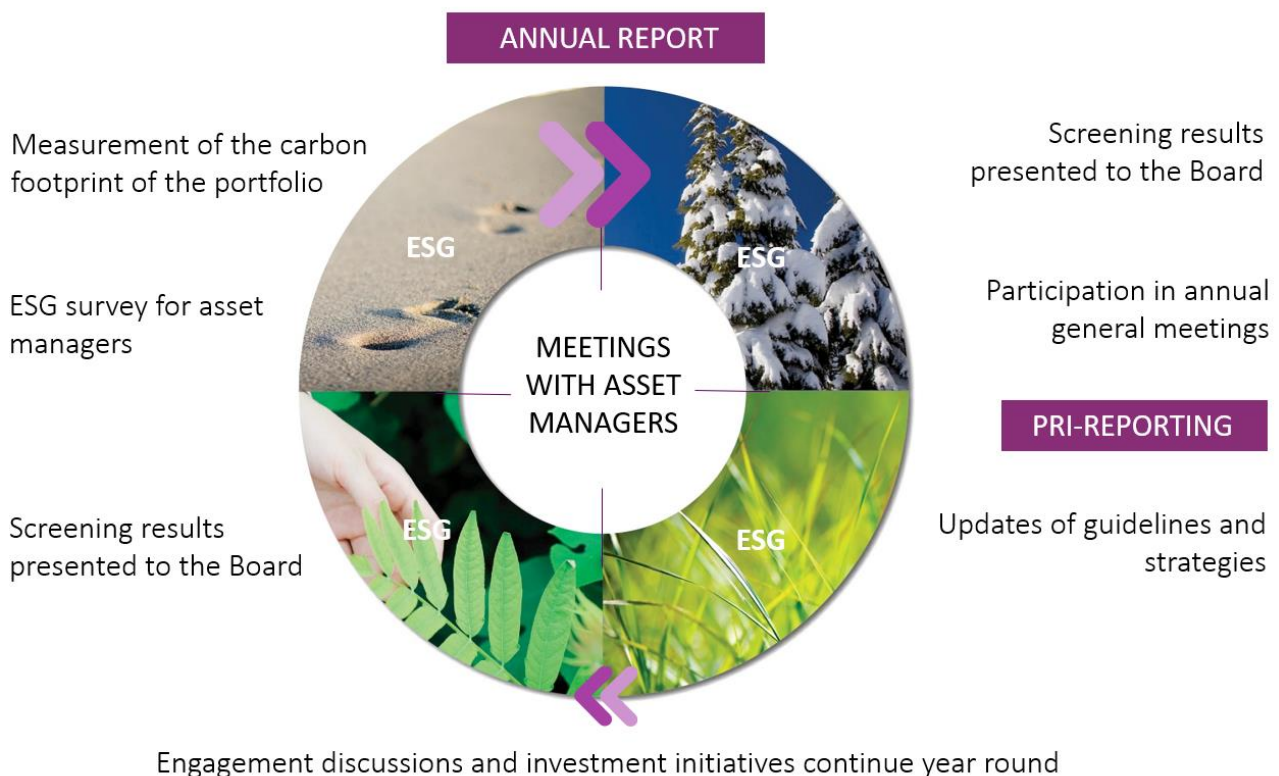 ANNUAL REPORT
Measurement of the carbon
footprint of the portfolio
ESG survey for asset
managers
Screening results
presented to the Board
ESG
ESG
ESG
ESG
MEETINGS
WITH ASSET
MANAGERS
Screening results
presented to the Board
Participation in annual
general meetings
PRI-REPORTING
Updates of guidelines and
strategies
Engagement discussions and investment initiatives continue year round